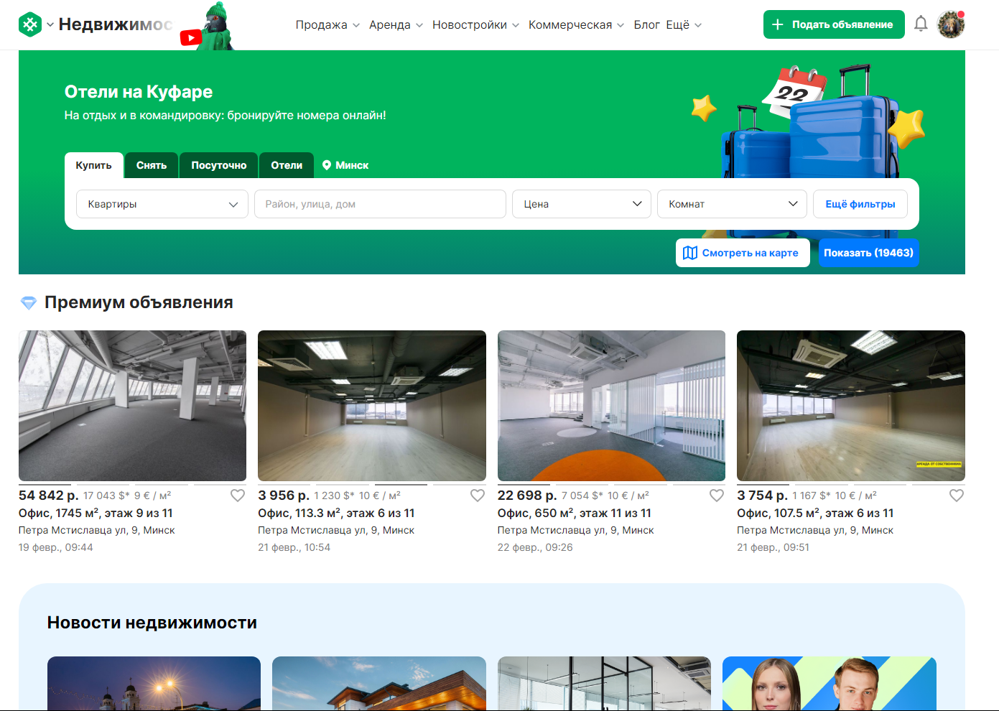 Недвижимос
Продажа Аренда Новостройки Коммерческая Блог Ещё
Подать объявление
Отели на Куфаре
На отдых и в командировку: бронируйте номера онлайн!
22
Купить Снять Посуточно Отели Минск
Квартиры Район, улица, дом Цена Комнат Ещё фильтры
Смотреть на карте Показать (19463)
Премиум объявления
АРЕНДА ОТ СОБСТВЕННИКА
54 842 р. 17 043 $* 9 € / м²
Офис, 1745 м², этаж 9 из 11
Петра Мстиславца ул, 9, Минск
19 февр., 09:44
3 956 р. 1 230 $* 10 € / м²
Офис, 113.3 м², этаж 6 из 11
Петра Мстиславца ул, 9, Минск
21 февр., 10:54
22 698 р. 7 054 $* 10 € / м²
Офис, 650 м², этаж 11 из 11
Петра Мстиславца ул, 9, Минск
22 февр., 09:26
3 754 р. 1 167 $* 10 € / м²
Офис, 107.5 м², этаж 6 из 11
Петра Мстиславца ул, 9, Минск
21 февр., 09:51
Новости недвижимости